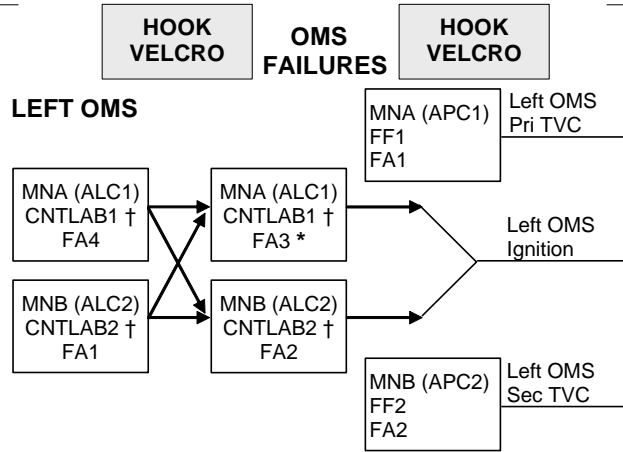 HOOK
VELCRO
OMS
FAILURES
HOOK
VELCRO
LEFT OMS
MNA (APC1)
FF1
FA1
Left OMS
Pri TVC
MNA (ALC1)
CNTLAB1 †
FA4
MNA (ALC1)
CNTLAB1 †
FA3 *
Left OMS
Ignition
MNB (ALC2)
CNTLAB2 †
FA1
MNB (ALC2)
CNTLAB2 †
FA2
MNB (APC2)
FF2
FA2
Left OMS
Sec TVC